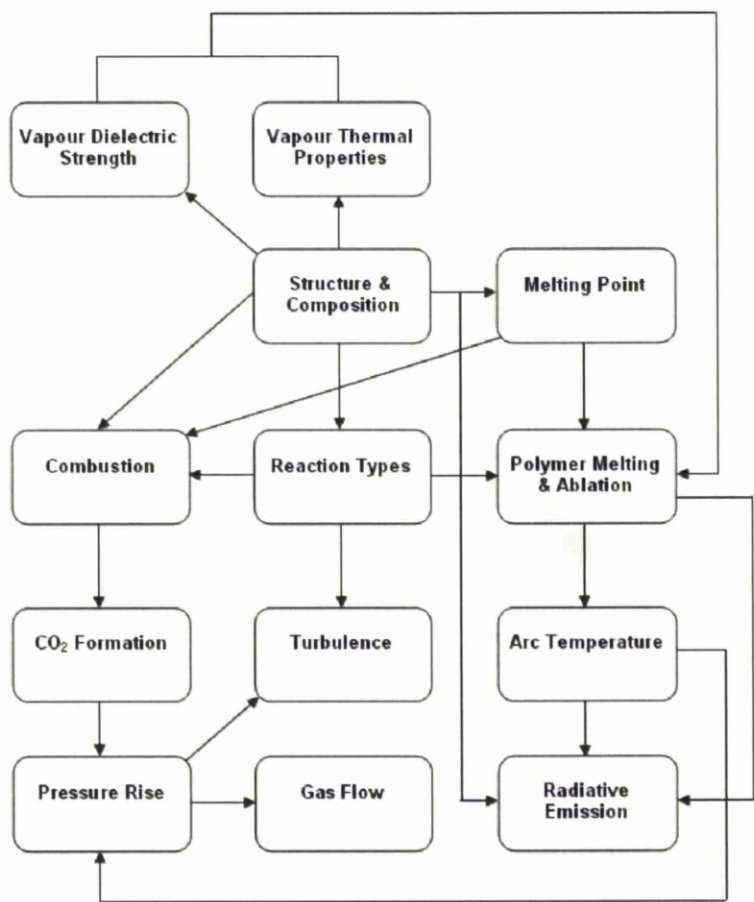 Vapour Dielectric
Strength
Vapour Thermal
Properties
Structure &
Composition
Melting Point
Combustion
Reaction Types
Polymer Melting
& Ablation
CO₂ Formation
Turbulence
Arc Temperature
Pressure Rise
Gas Flow
Radiative
Emission